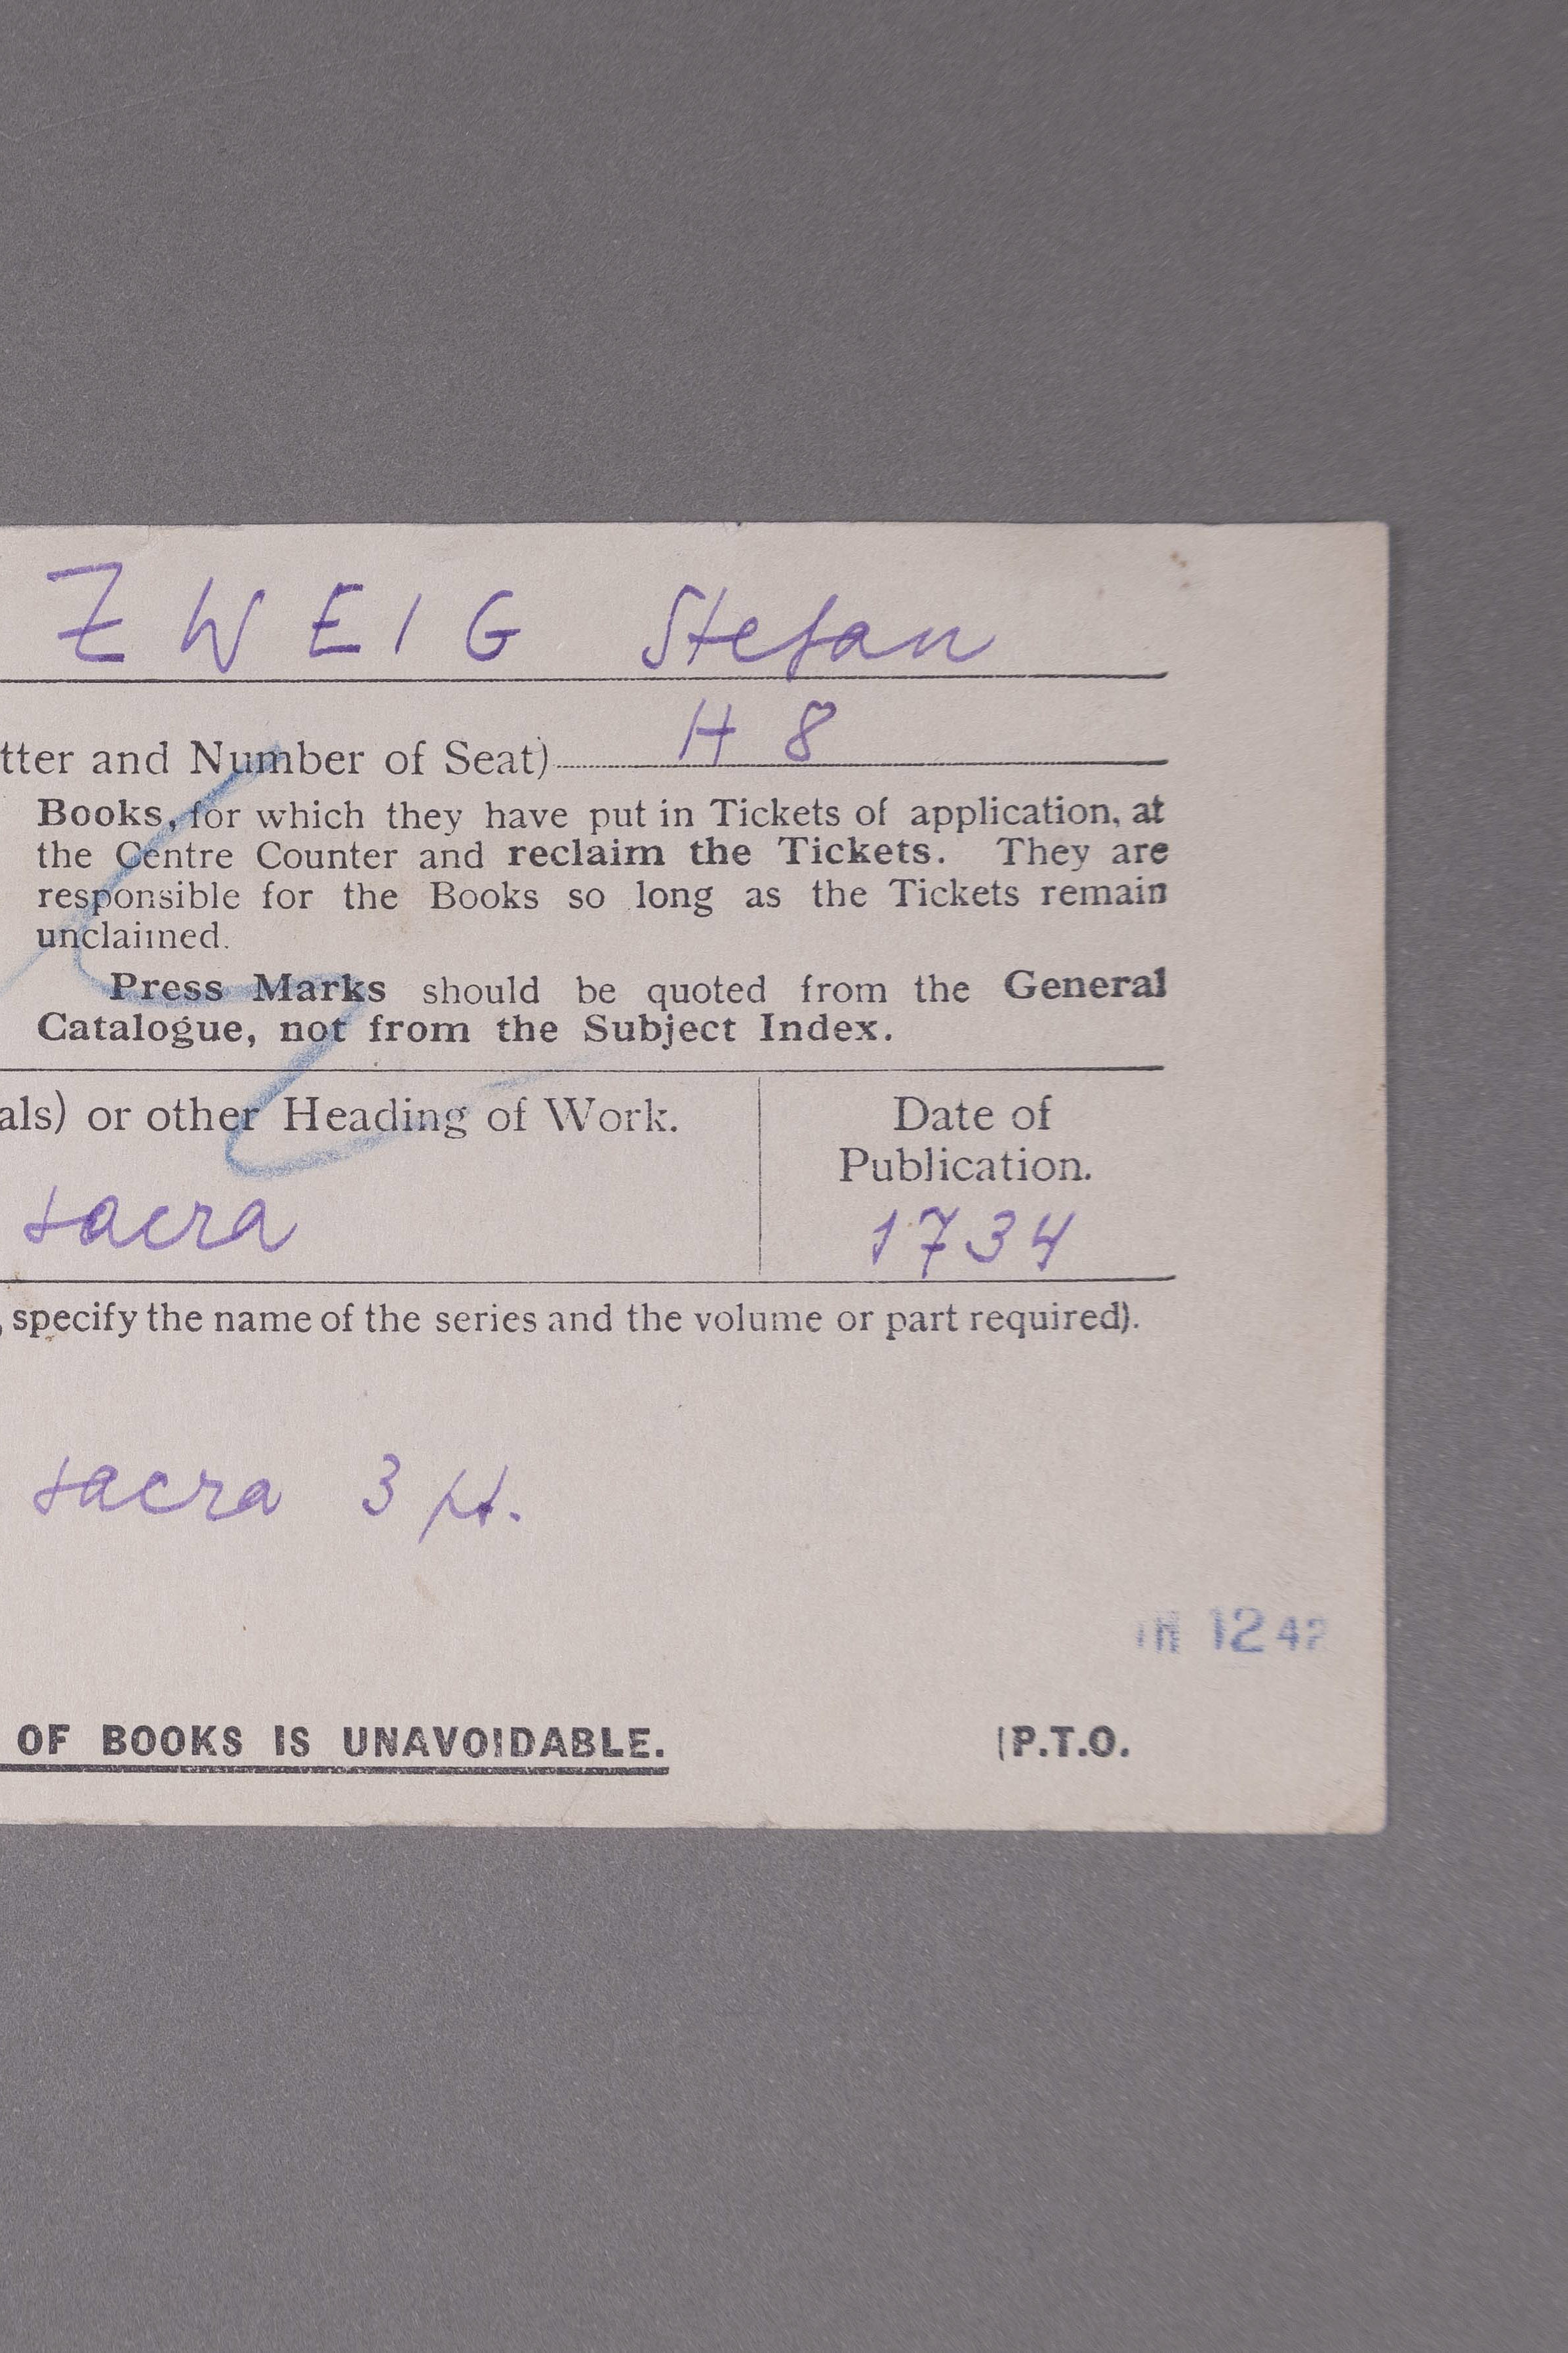 ZWEIG Stefan
tter and Number of Seat) H 8
Books, for which they have put in Tickets of application, at
the Centre Counter and reclaim the Tickets. They are
responsible for the Books so long as the Tickets remain
unclaimed.
Press Marks should be quoted from the General
Catalogue, not from the Subject Index.
als) or other Heading of Work.
Date of
Publication.
sacra
1734
, specify the name of the series and the volume or part required).
sacra 3 pt.
12 42
OF BOOKS IS UNAVOIDABLE.
[P.T.O.